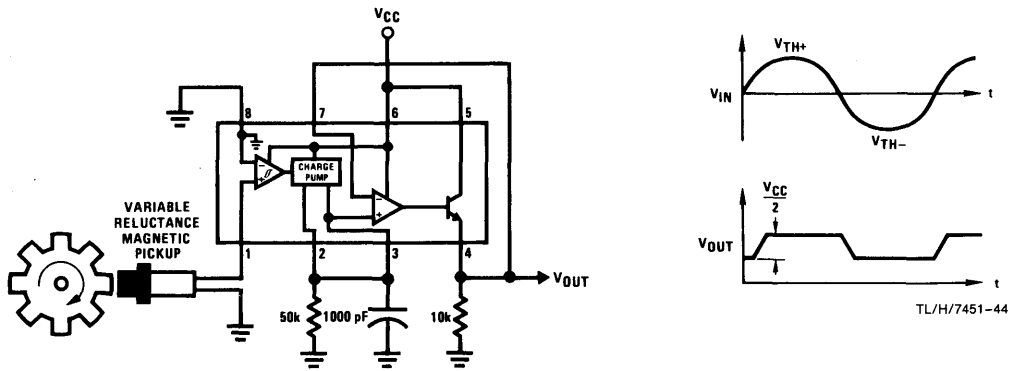 VCC
8 7 6 5
CHARGE
PUMP
− +
− +
VARIABLE
RELUCTANCE
MAGNETIC
PICKUP
1 2 3 4
VOUT
50k 1000 pF 10k
VTH+
VIN
t
VTH−
VCC
2
VOUT
t
TL/H/7451–44